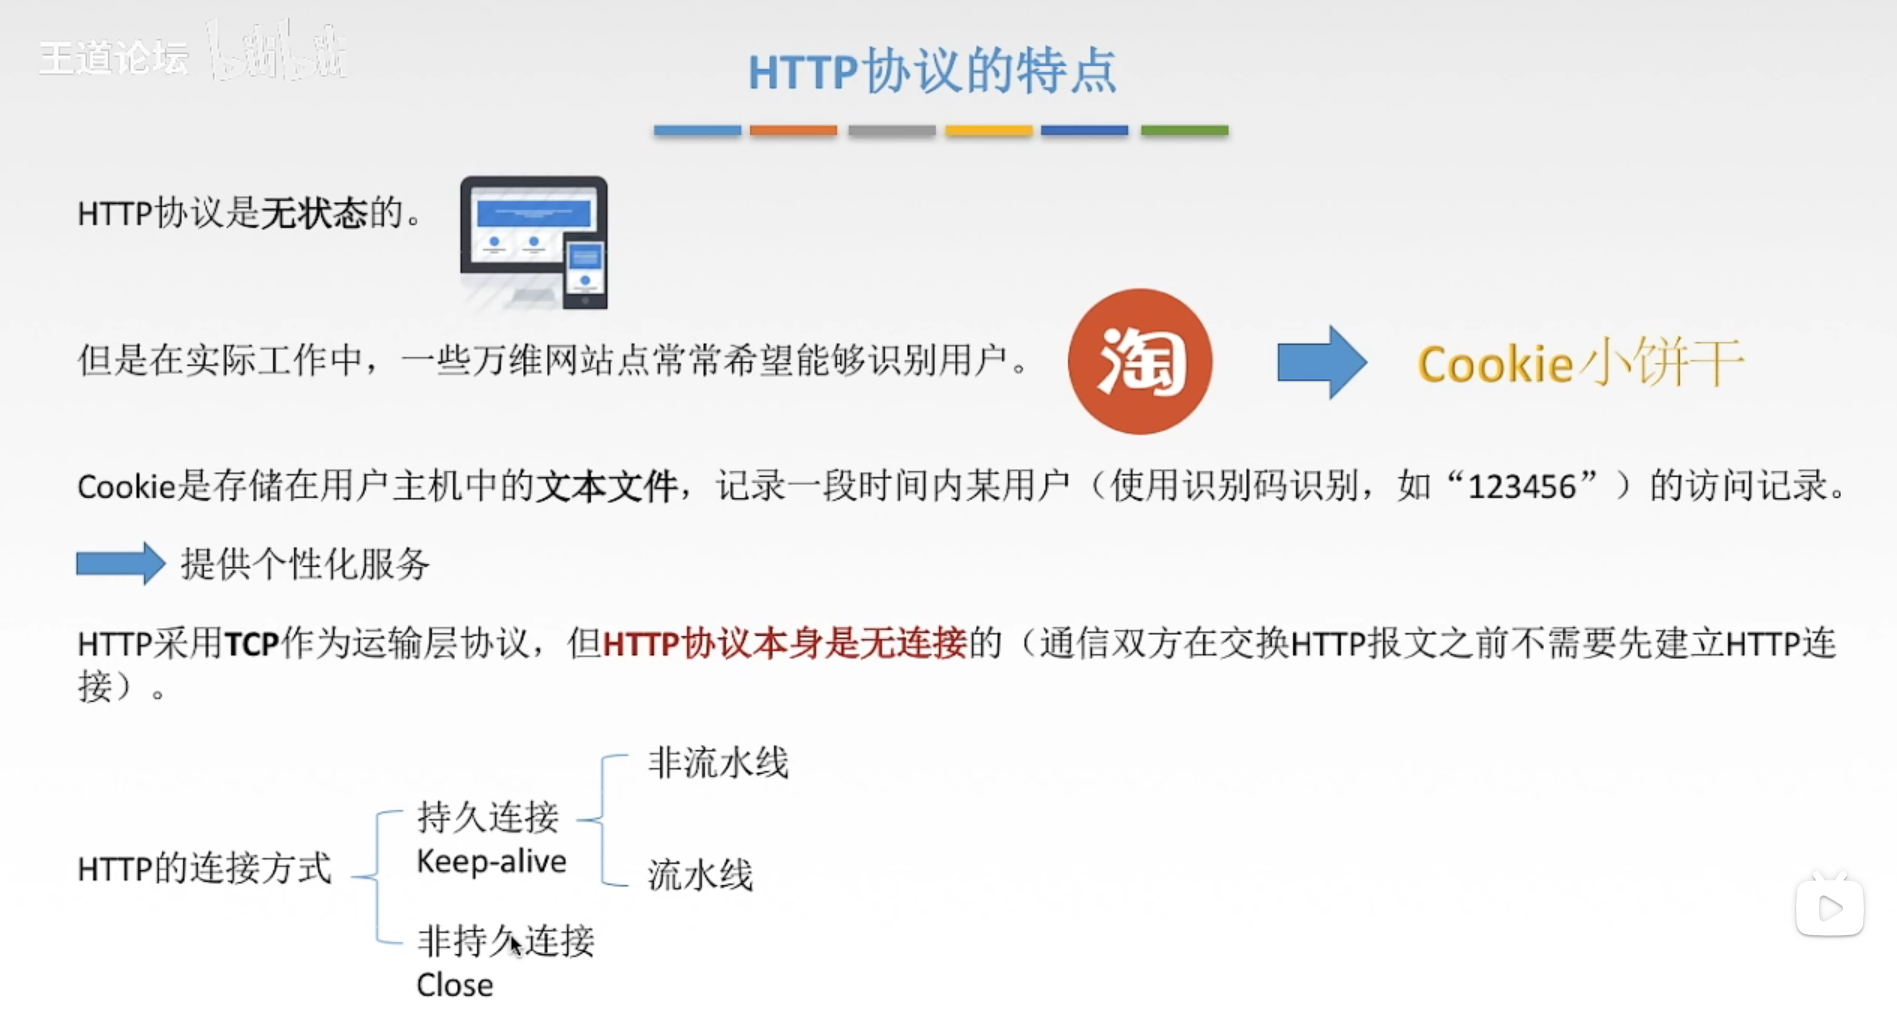 王道论坛 bilibili
HTTP协议的特点
HTTP协议是无状态的。
但是在实际工作中，一些万维网站点常常希望能够识别用户。
淘
Cookie小饼干
Cookie是存储在用户主机中的文本文件，记录一段时间内某用户（使用识别码识别，如“123456”）的访问记录。
提供个性化服务
HTTP采用TCP作为运输层协议，但HTTP协议本身是无连接的（通信双方在交换HTTP报文之前不需要先建立HTTP连
接）。
HTTP的连接方式
持久连接
Keep-alive
非流水线
流水线
非持久连接
Close